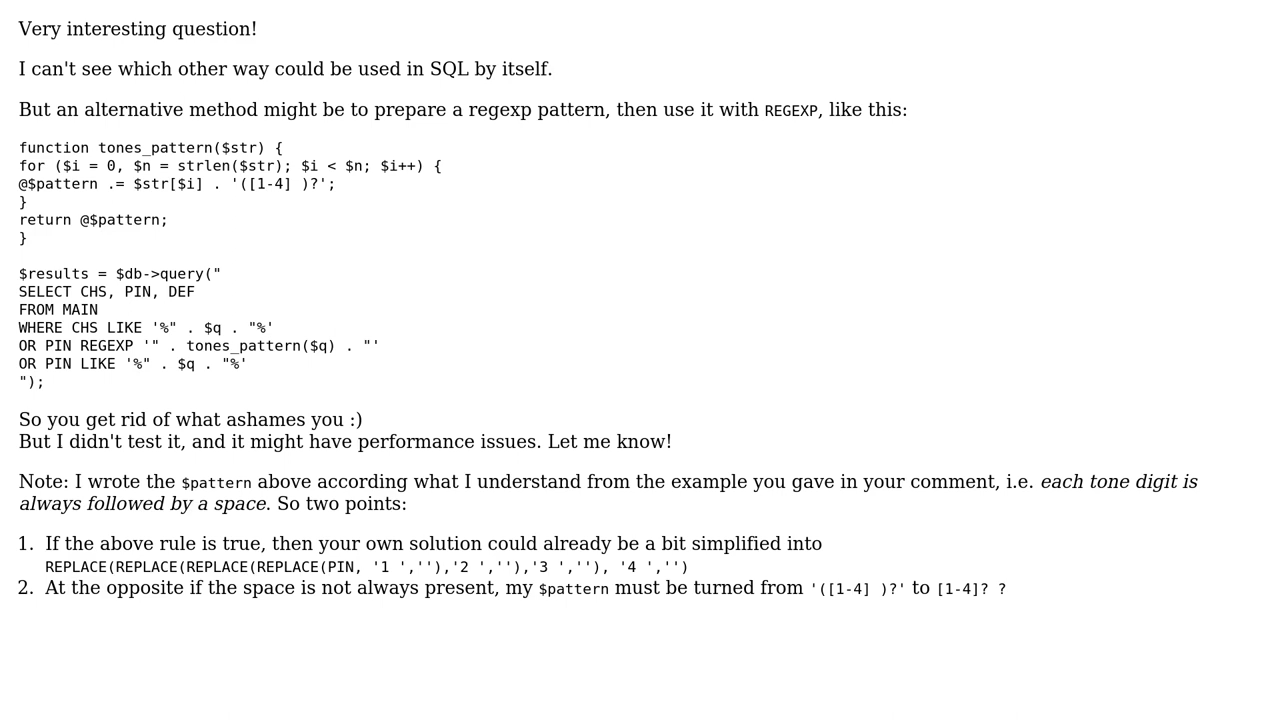 Very interesting question!
I can't see which other way could be used in SQL by itself.
But an alternative method might be to prepare a regexp pattern, then use it with REGEXP, like this:
function tones_pattern($str) {
for ($i = 0, $n = strlen($str); $i < $n; $i++) {
@$pattern .= $str[$i] . '([1-4] )?';
}
return @$pattern;
}
$results = $db->query("
SELECT CHS, PIN, DEF
FROM MAIN
WHERE CHS LIKE '%" . $q . "%'
OR PIN REGEXP '" . tones_pattern($q) . "'
OR PIN LIKE '%" . $q . "%'
");
So you get rid of what ashames you :)
But I didn't test it, and it might have performance issues. Let me know!
Note: I wrote the $pattern above according what I understand from the example you gave in your comment, i.e. each tone digit is
always followed by a space. So two points:
1. If the above rule is true, then your own solution could already be a bit simplified into
REPLACE(REPLACE(REPLACE(REPLACE(PIN, '1 ',''),'2 ',''),'3 ',''), '4 ','')
2. At the opposite if the space is not always present, my $pattern must be turned from '([1-4] )?' to [1-4]? ?